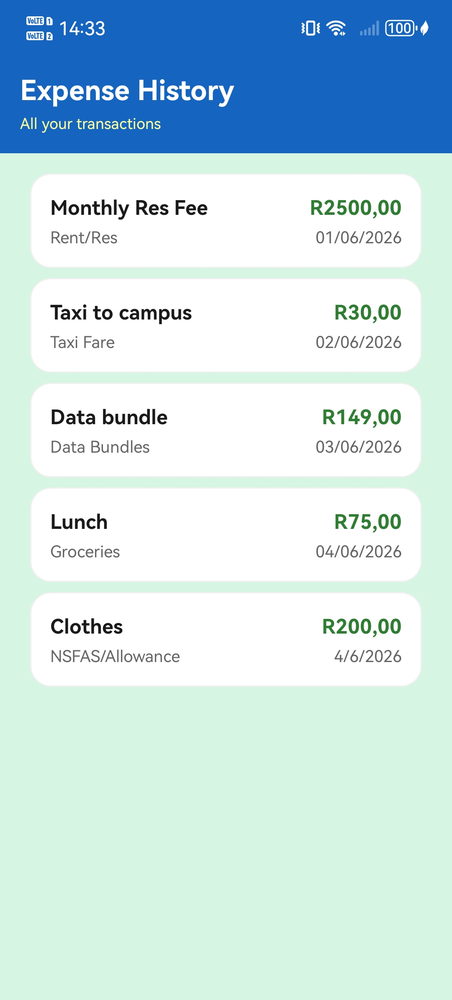 VoLTE 1
VoLTE 2
14:33
100
Expense History
All your transactions
Monthly Res Fee R2500,00
Rent/Res 01/06/2026
Taxi to campus R30,00
Taxi Fare 02/06/2026
Data bundle R149,00
Data Bundles 03/06/2026
Lunch R75,00
Groceries 04/06/2026
Clothes R200,00
NSFAS/Allowance 4/6/2026